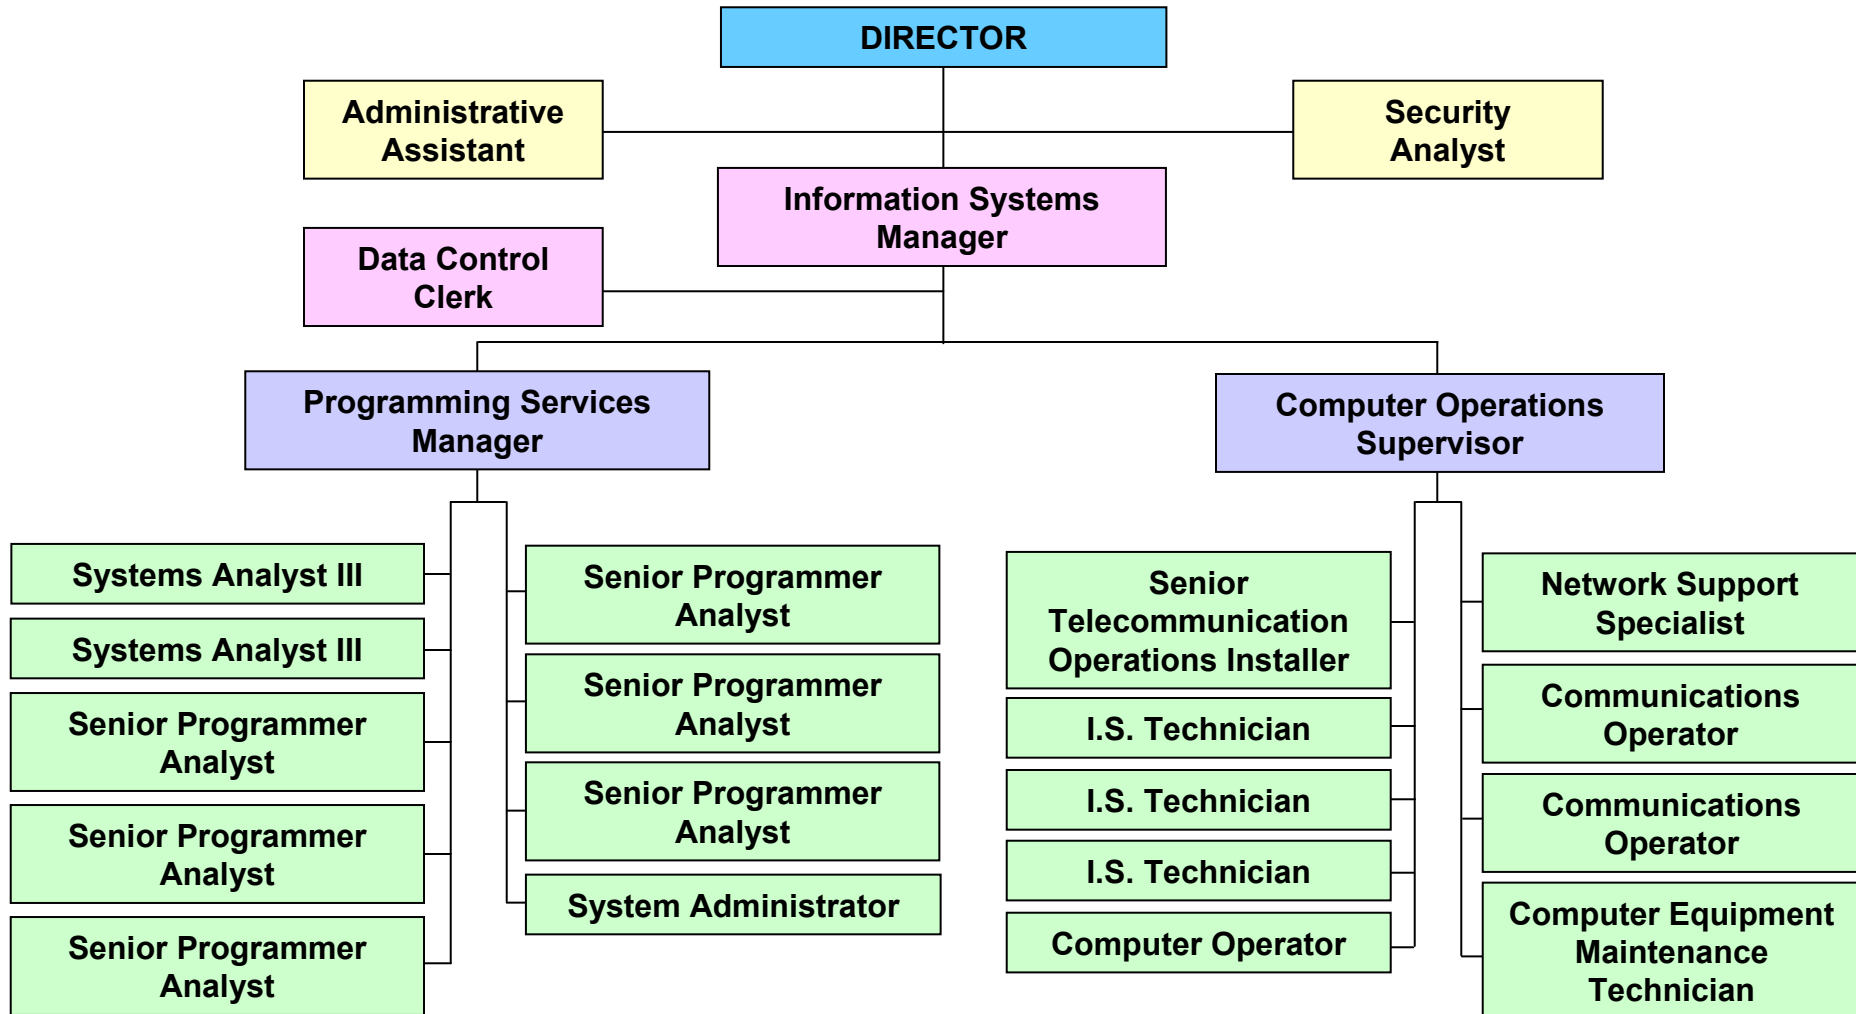 DIRECTOR
Administrative
Assistant
Security
Analyst
Information Systems
Manager
Data Control
Clerk
Programming Services
Manager
Computer Operations
Supervisor
Systems Analyst III
Systems Analyst III
Senior Programmer
Analyst
Senior Programmer
Analyst
Senior Programmer
Analyst
Senior Programmer
Analyst
Senior Programmer
Analyst
Senior Programmer
Analyst
System Administrator
Senior
Telecommunication
Operations Installer
I.S. Technician
I.S. Technician
I.S. Technician
Computer Operator
Network Support
Specialist
Communications
Operator
Communications
Operator
Computer Equipment
Maintenance
Technician